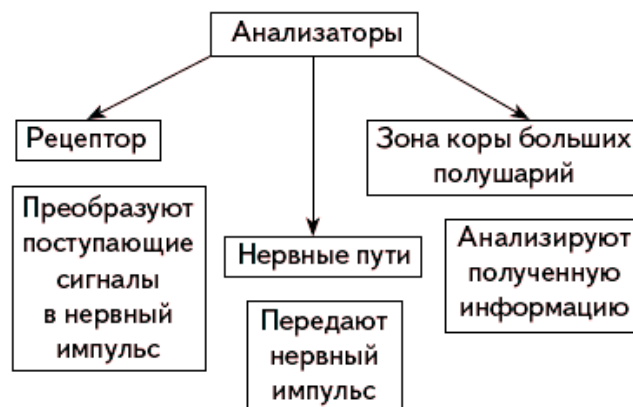 Анализаторы
Рецептор
Преобразуют
поступающие
сигналы
в нервный
импульс
Нервные пути
Передают
нервный
импульс
Зона коры больших
полушарий
Анализируют
полученную
информацию